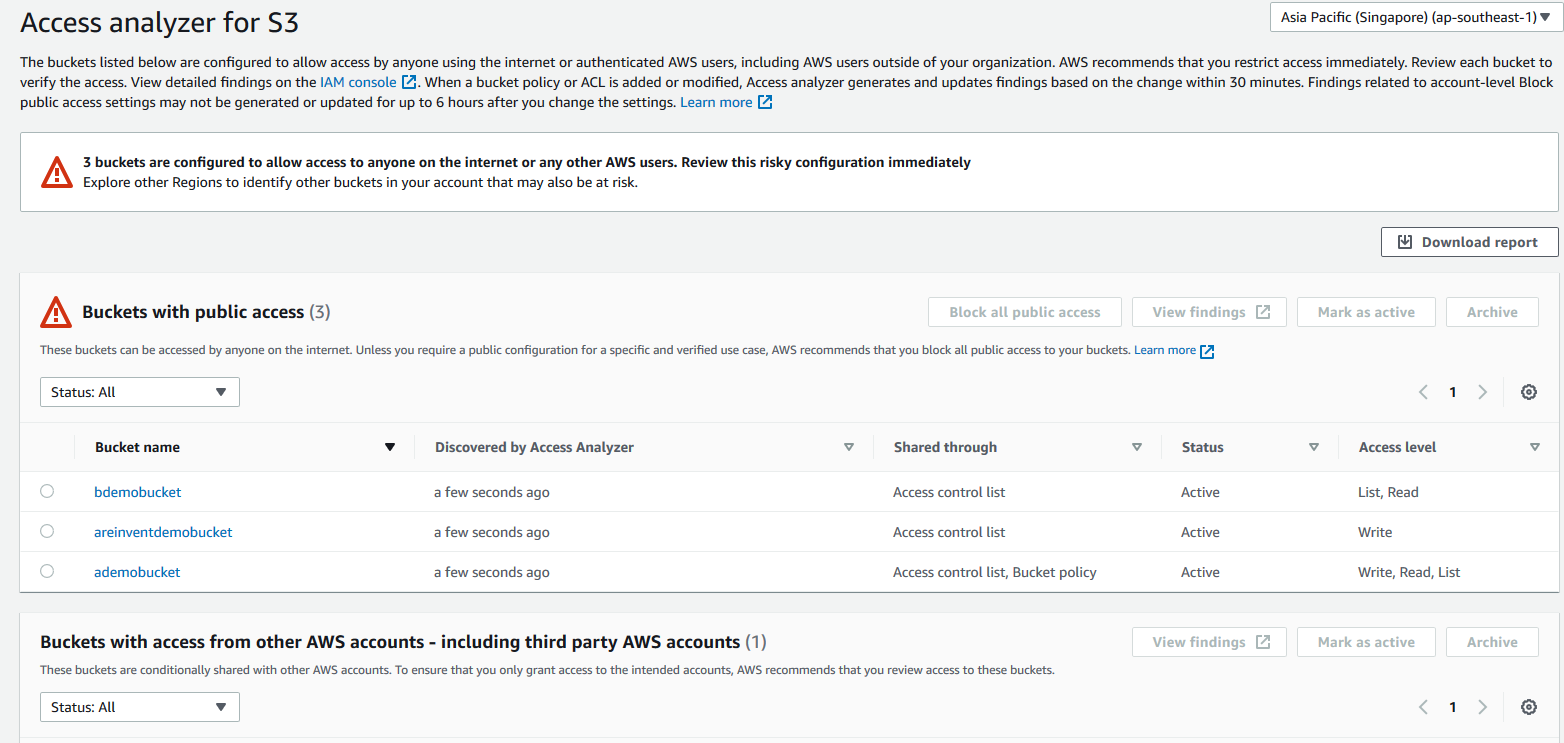 Access analyzer for S3
Asia Pacific (Singapore) (ap-southeast-1)
The buckets listed below are configured to allow access by anyone using the internet or authenticated AWS users, including AWS users outside of your organization. AWS recommends that you restrict access immediately. Review each bucket to
verify the access. View detailed findings on the IAM console. When a bucket policy or ACL is added or modified, Access analyzer generates and updates findings based on the change within 30 minutes. Findings related to account-level Block
public access settings may not be generated or updated for up to 6 hours after you change the settings. Learn more
3 buckets are configured to allow access to anyone on the internet or any other AWS users. Review this risky configuration immediately
Explore other Regions to identify other buckets in your account that may also be at risk.
Download report
Buckets with public access (3)
Block all public access
View findings
Mark as active
Archive
These buckets can be accessed by anyone on the internet. Unless you require a public configuration for a specific and verified use case, AWS recommends that you block all public access to your buckets. Learn more
Status: All
1
Bucket name Discovered by Access Analyzer Shared through Status Access level
bdemobucket a few seconds ago Access control list Active List, Read
areinventdemobucket a few seconds ago Access control list Active Write
ademobucket a few seconds ago Access control list, Bucket policy Active Write, Read, List
Buckets with access from other AWS accounts - including third party AWS accounts (1)
View findings
Mark as active
Archive
These buckets are conditionally shared with other AWS accounts. To ensure that you only grant access to the intended accounts, AWS recommends that you review access to these buckets.
Status: All
1